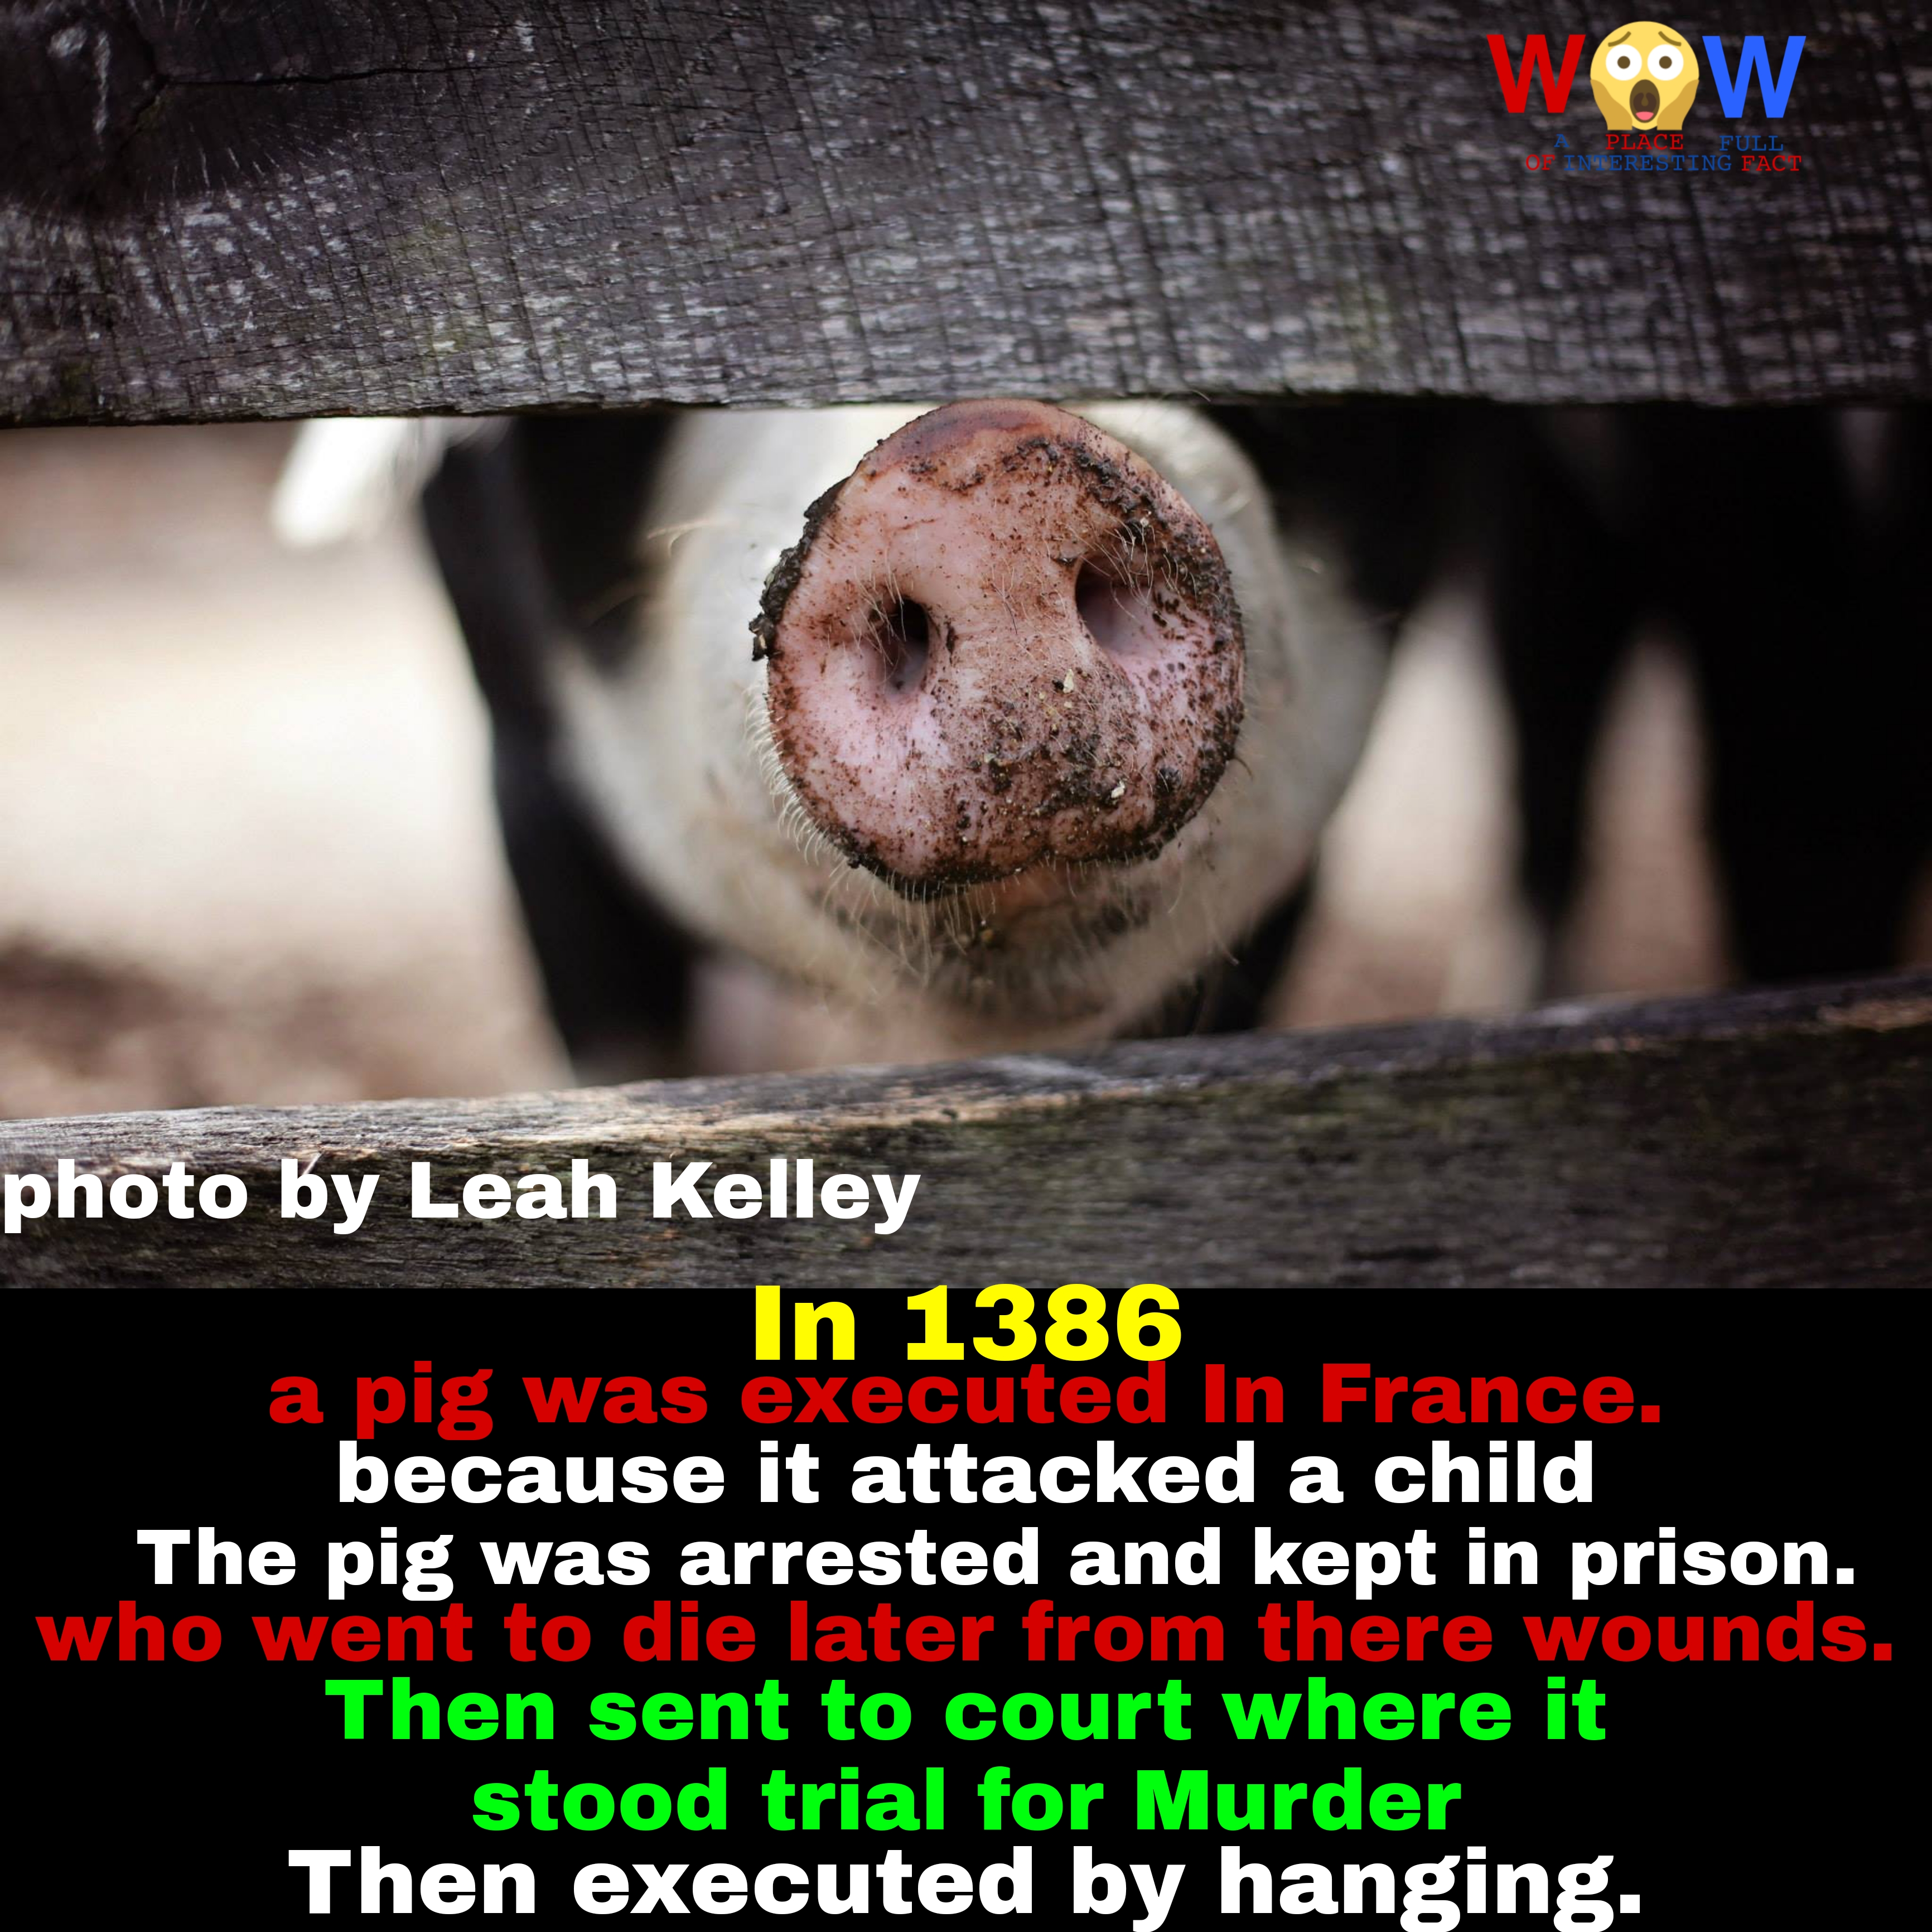 WOW
A PLACE FULL
OF INTERESTING FACT
photo by Leah Kelley
In 1386
a pig was executed In France.
because it attacked a child
The pig was arrested and kept in prison.
who went to die later from there wounds.
Then sent to court where it
stood trial for Murder
Then executed by hanging.